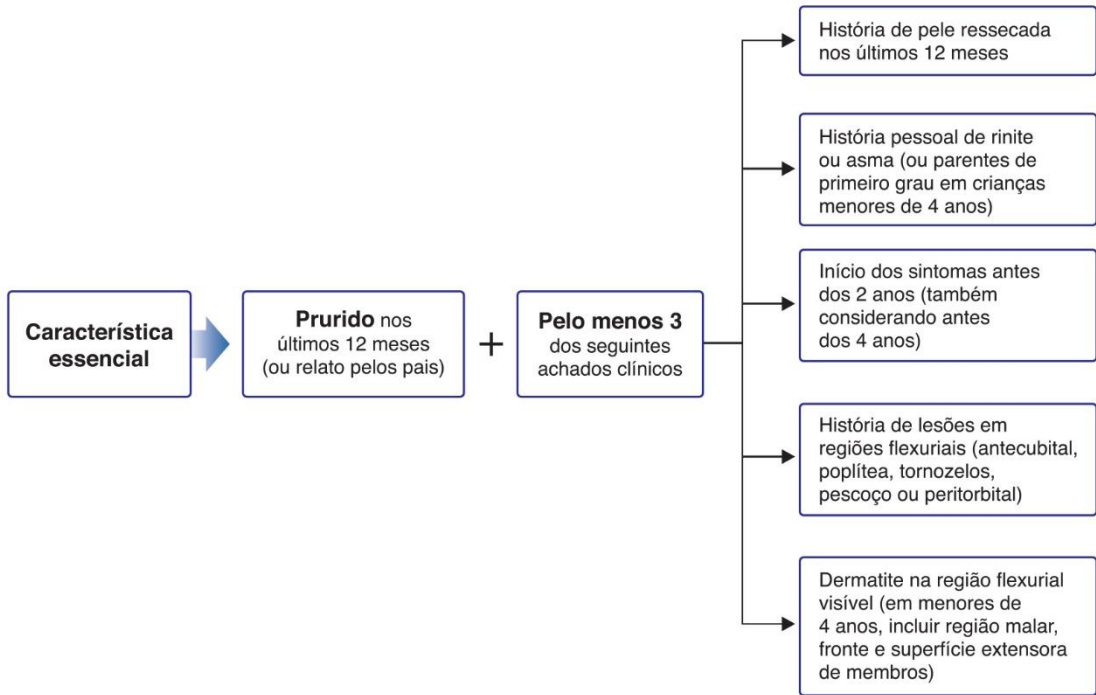 Característica
essencial
Prurido nos
últimos 12 meses
(ou relato pelos pais)
+
Pelo menos 3
dos seguintes
achados clínicos
História de pele ressecada
nos últimos 12 meses
História pessoal de rinite
ou asma (ou parentes de
primeiro grau em crianças
menores de 4 anos)
Início dos sintomas antes
dos 2 anos (também
considerando antes
dos 4 anos)
História de lesões em
regiões flexuriais (antecubital,
poplítea, tornozelos,
pescoço ou peritorbital)
Dermatite na região flexurial
visível (em menores de
4 anos, incluir região malar,
fronte e superfície extensora
de membros)